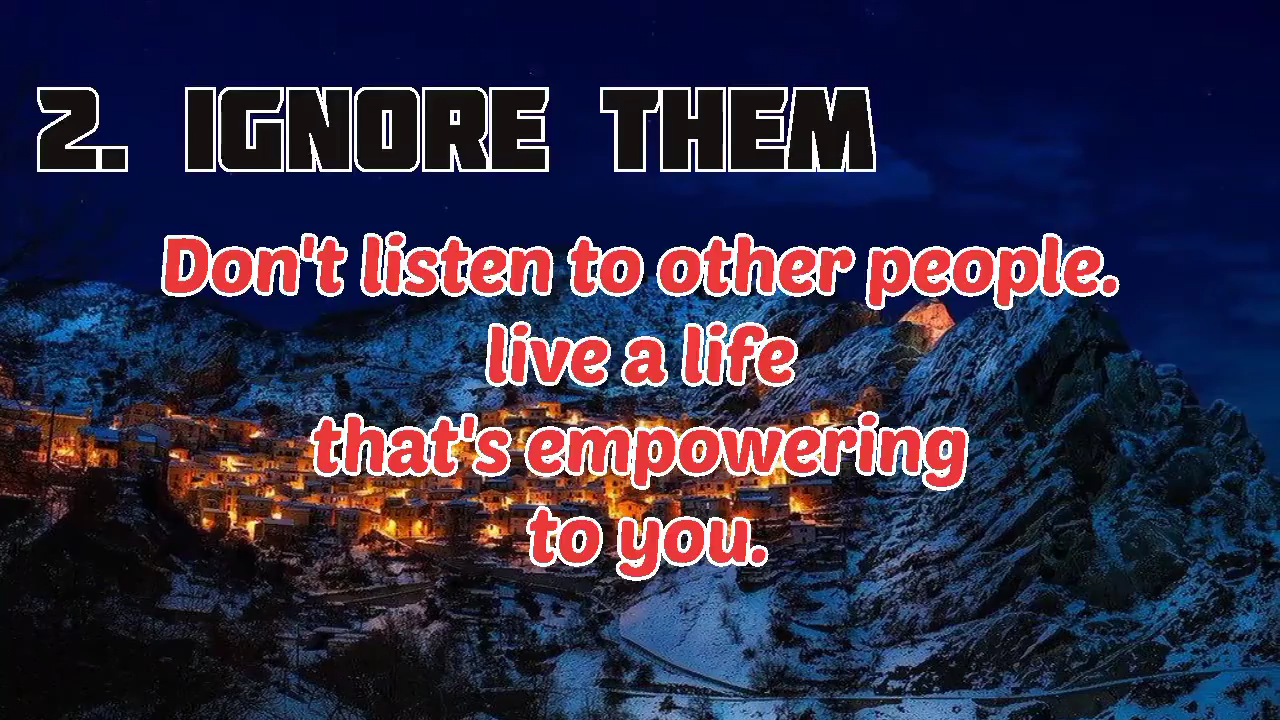 2. IGNORE THEM
Don't listen to other people.
live a life
that's empowering
to you.